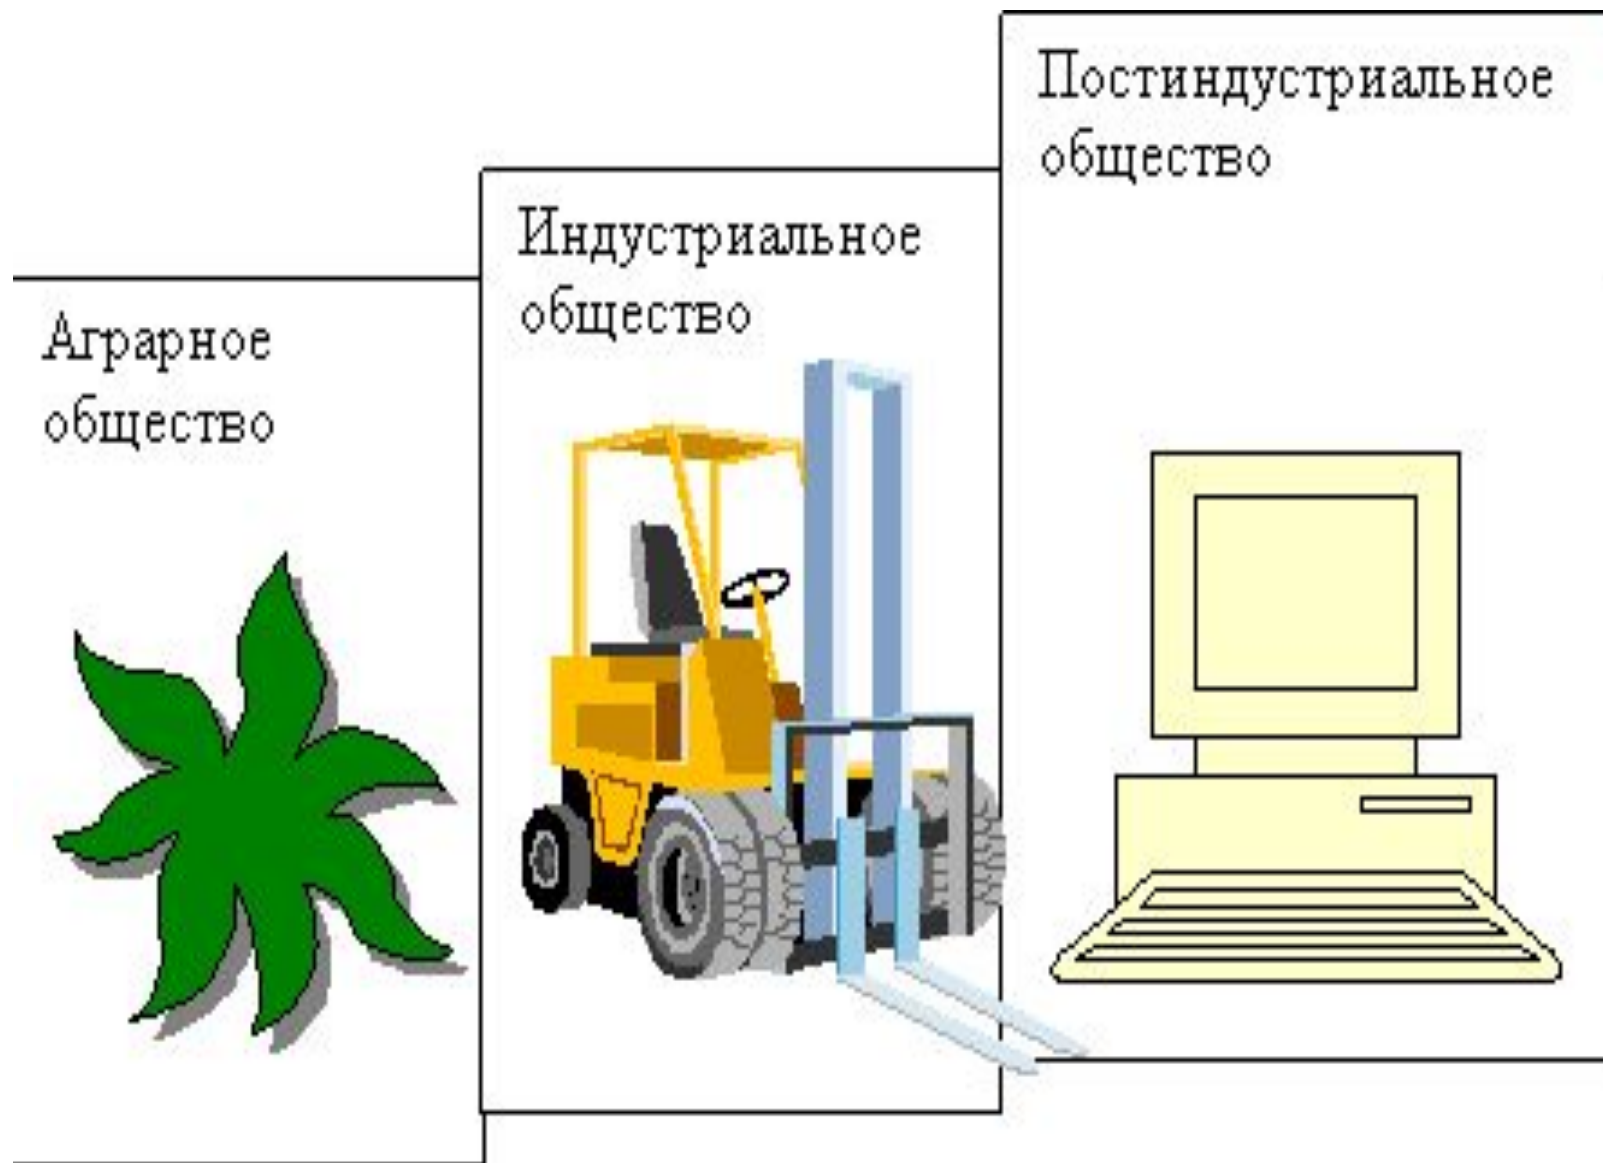 Аграрное
общество
Индустриальное
общество
Постиндустриальное
общество